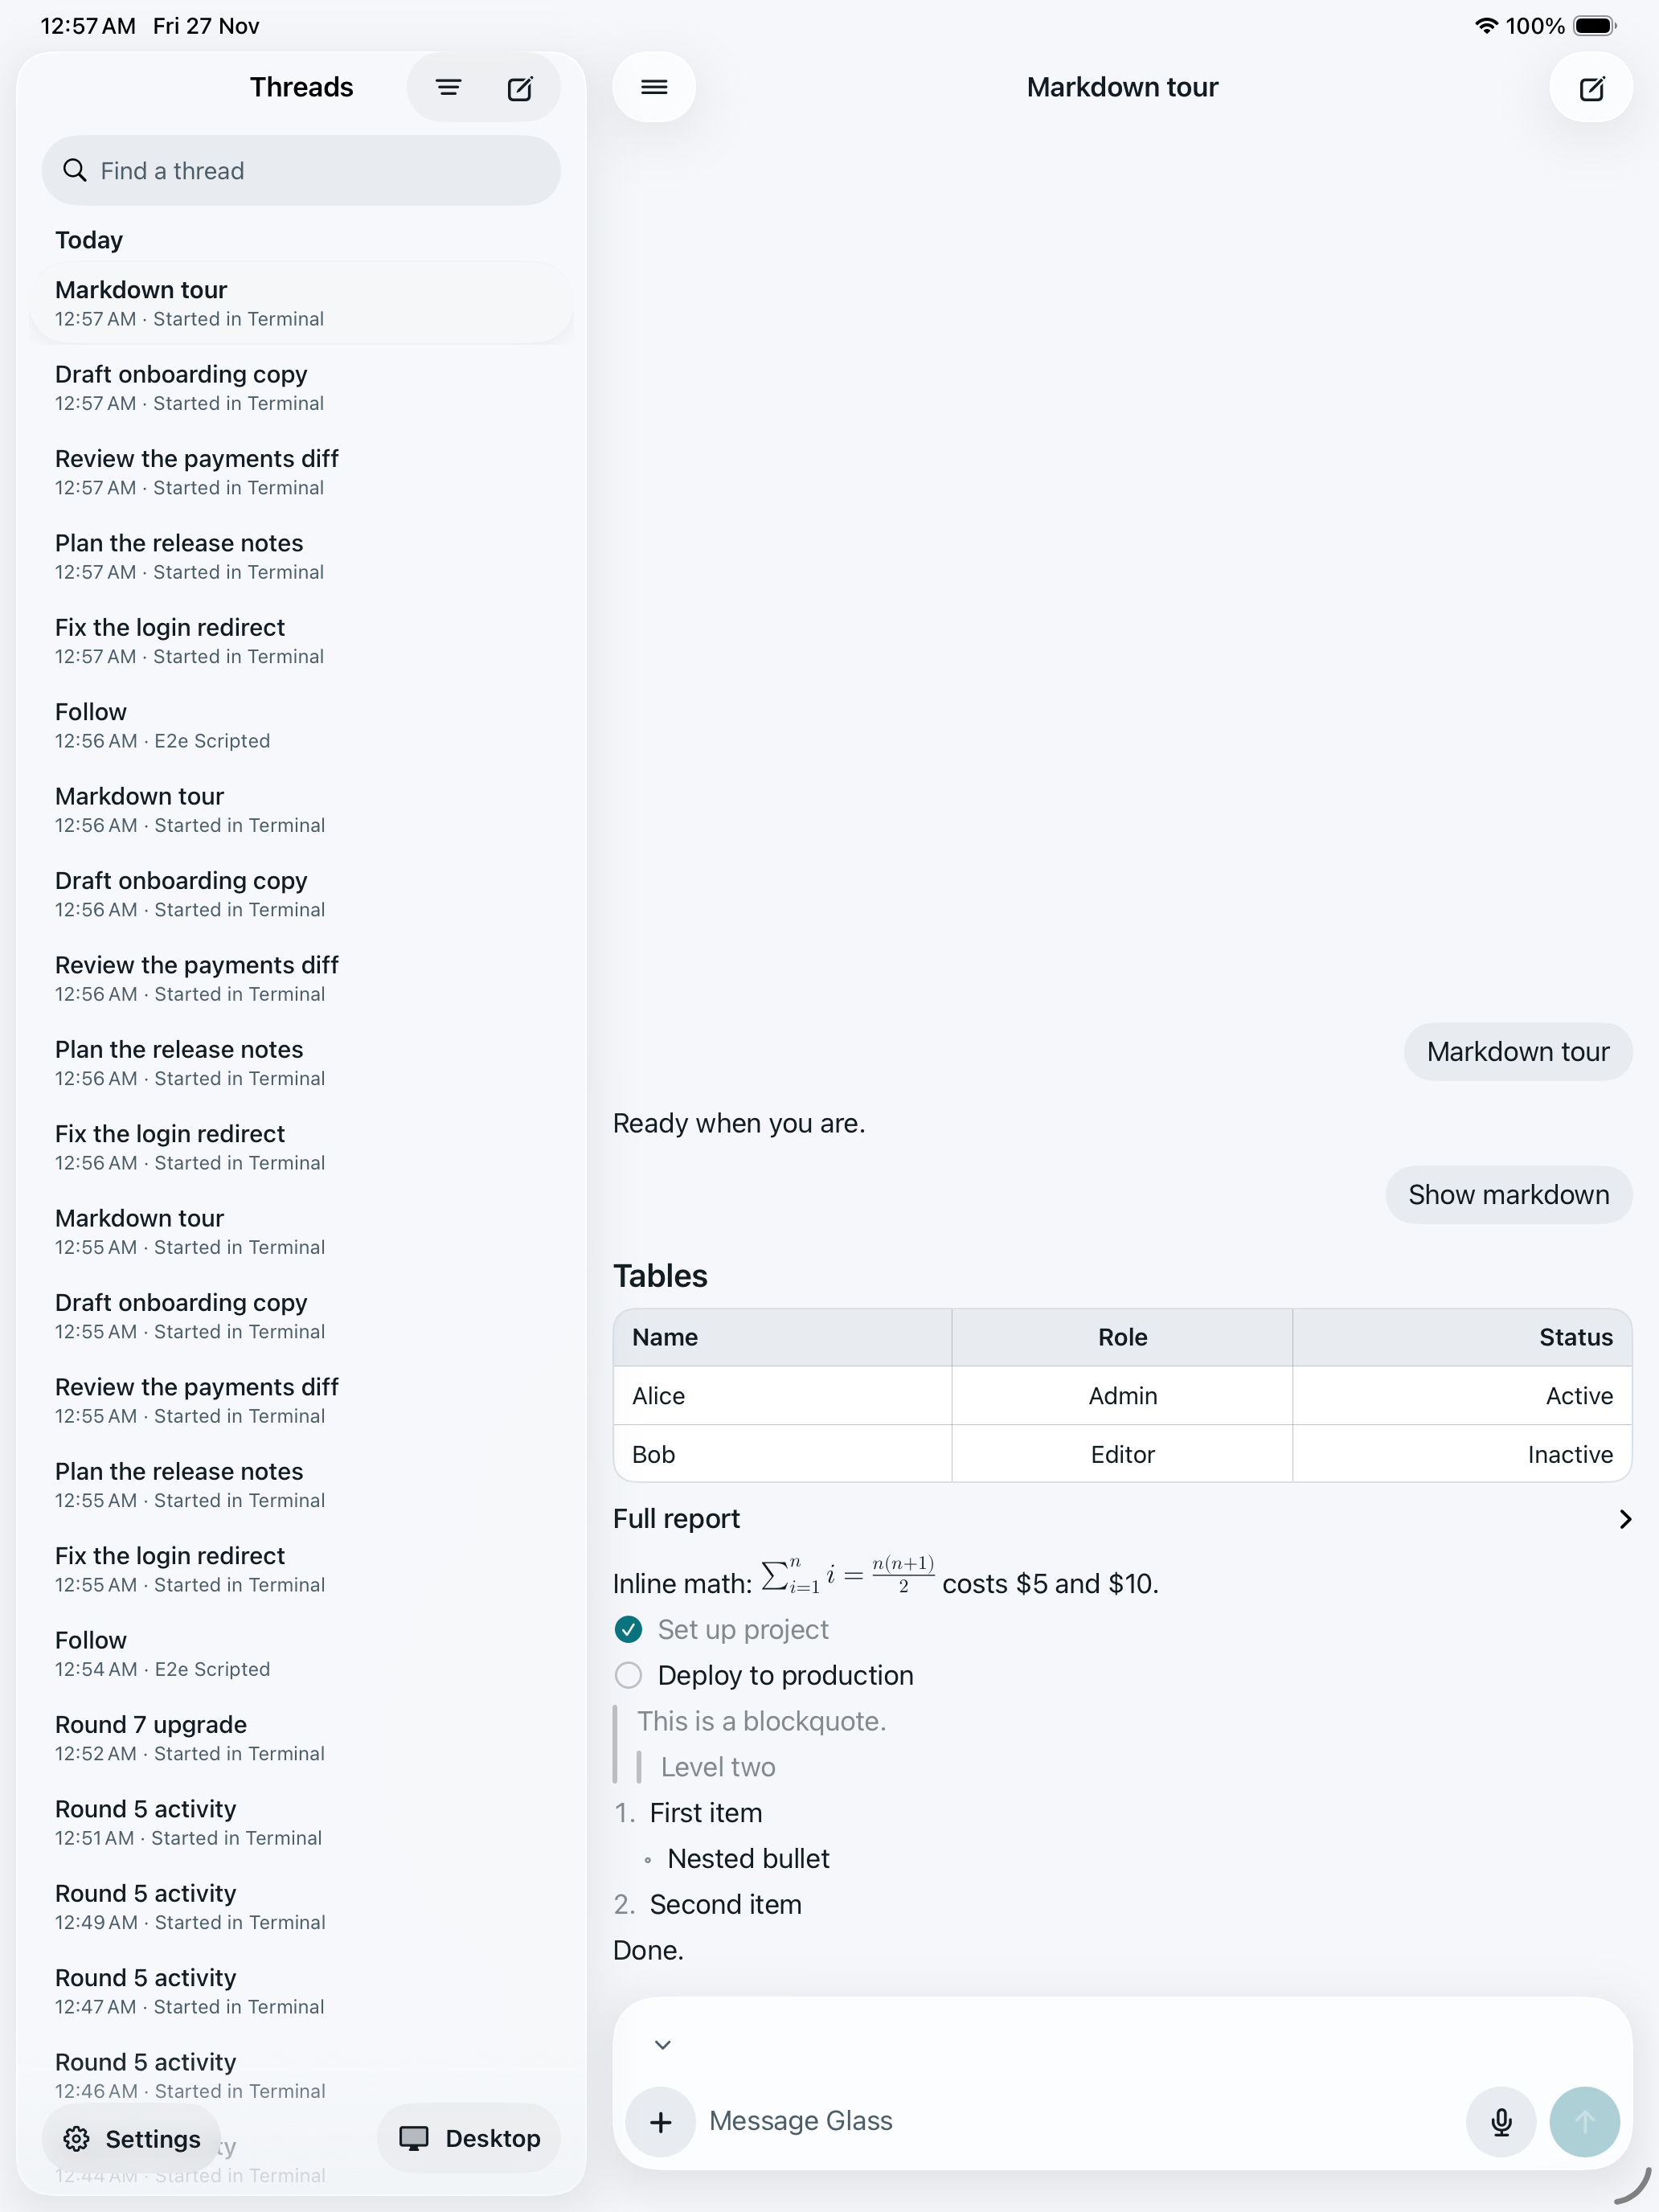 12:57 AM Fri 27 Nov
100%
Threads
Find a thread
Today
Markdown tour
12:57 AM · Started in Terminal
Draft onboarding copy
12:57 AM · Started in Terminal
Review the payments diff
12:57 AM · Started in Terminal
Plan the release notes
12:57 AM · Started in Terminal
Fix the login redirect
12:57 AM · Started in Terminal
Follow
12:56 AM · E2e Scripted
Markdown tour
12:56 AM · Started in Terminal
Draft onboarding copy
12:56 AM · Started in Terminal
Review the payments diff
12:56 AM · Started in Terminal
Plan the release notes
12:56 AM · Started in Terminal
Fix the login redirect
12:56 AM · Started in Terminal
Markdown tour
12:55 AM · Started in Terminal
Draft onboarding copy
12:55 AM · Started in Terminal
Review the payments diff
12:55 AM · Started in Terminal
Plan the release notes
12:55 AM · Started in Terminal
Fix the login redirect
12:55 AM · Started in Terminal
Follow
12:54 AM · E2e Scripted
Round 7 upgrade
12:52 AM · Started in Terminal
Round 5 activity
12:51 AM · Started in Terminal
Round 5 activity
12:49 AM · Started in Terminal
Round 5 activity
12:47 AM · Started in Terminal
Round 5 activity
12:46 AM · Started in Terminal
Settings
Desktop
12:44 AM · Started in Terminal
Markdown tour
Markdown tour
Ready when you are.
Show markdown
Tables
Name Role Status
Alice Admin Active
Bob Editor Inactive
Full report
Inline math: ∑ᵢ₌₁ⁿ i = n(n+1)/2 costs $5 and $10.
Set up project
Deploy to production
This is a blockquote.
Level two
1. First item
◦ Nested bullet
2. Second item
Done.
Message Glass